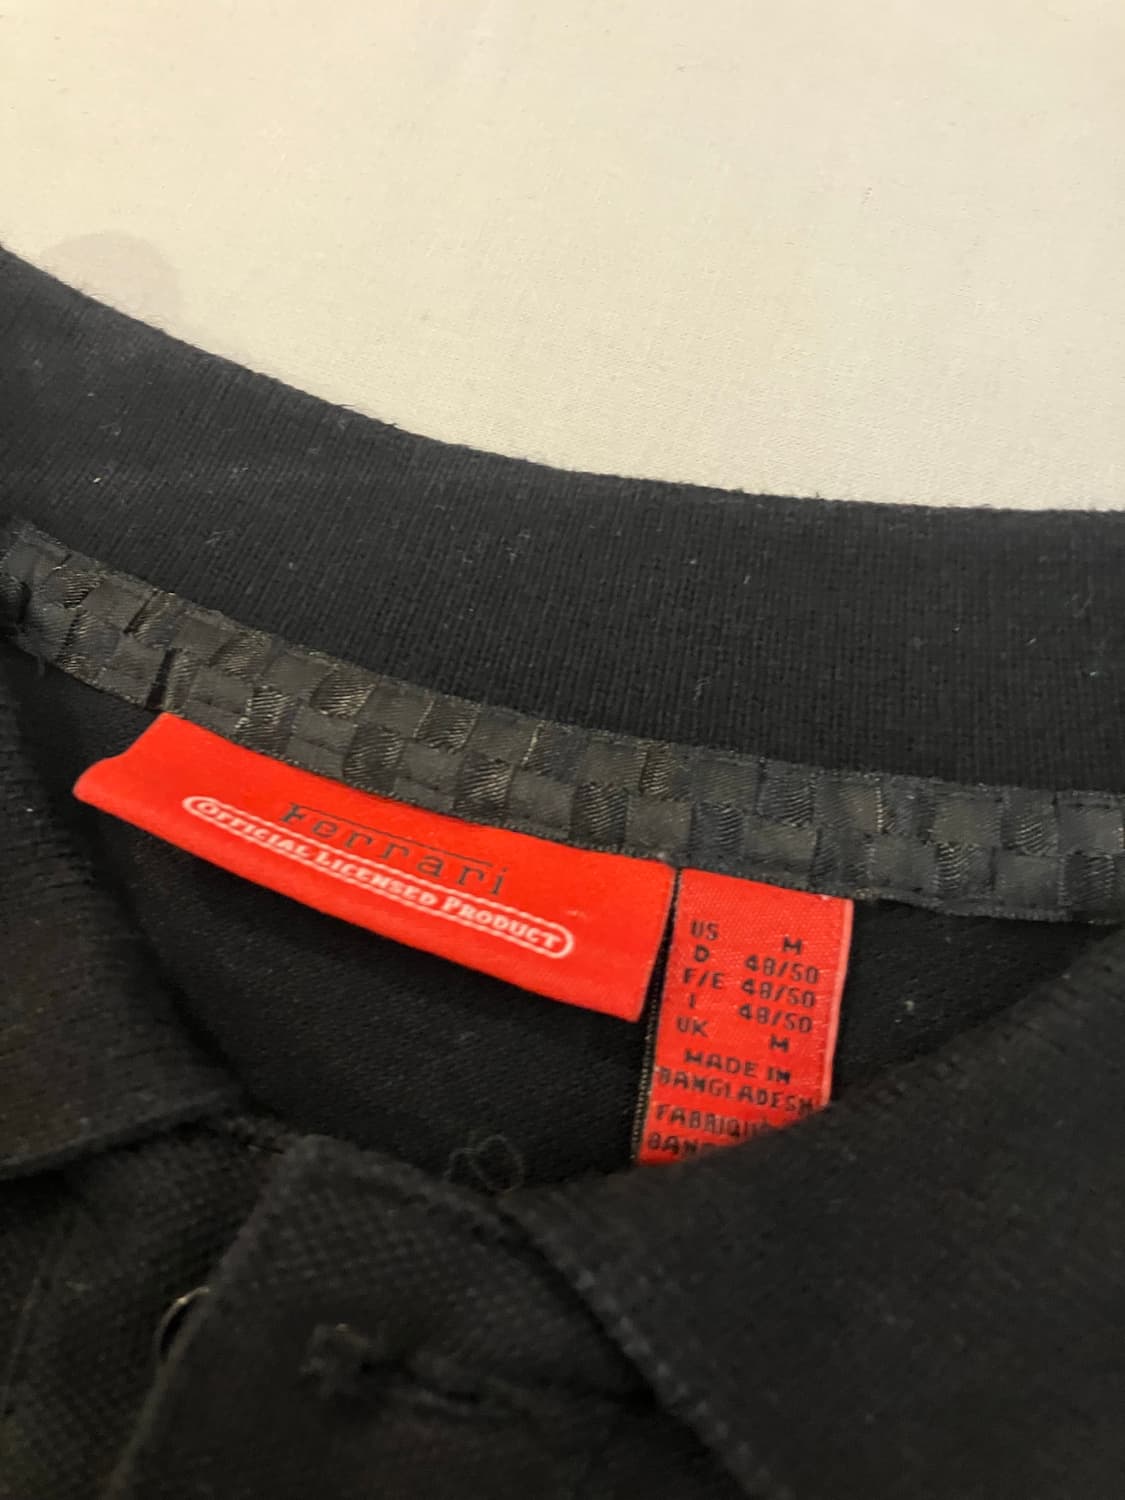 Ferrari
OFFICIAL LICENSED PRODUCT
US M
D 48/50
F/E 48/50
I 48/50
UK M
MADE IN
BANGLADESH